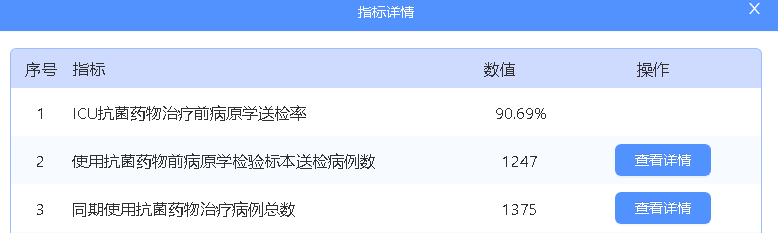 指标详情
序号 指标 数值 操作
1 ICU抗菌药物治疗前病原学送检率 90.69%
2 使用抗菌药物前病原学检验标本送检病例数 1247 查看详情
3 同期使用抗菌药物治疗病例总数 1375 查看详情